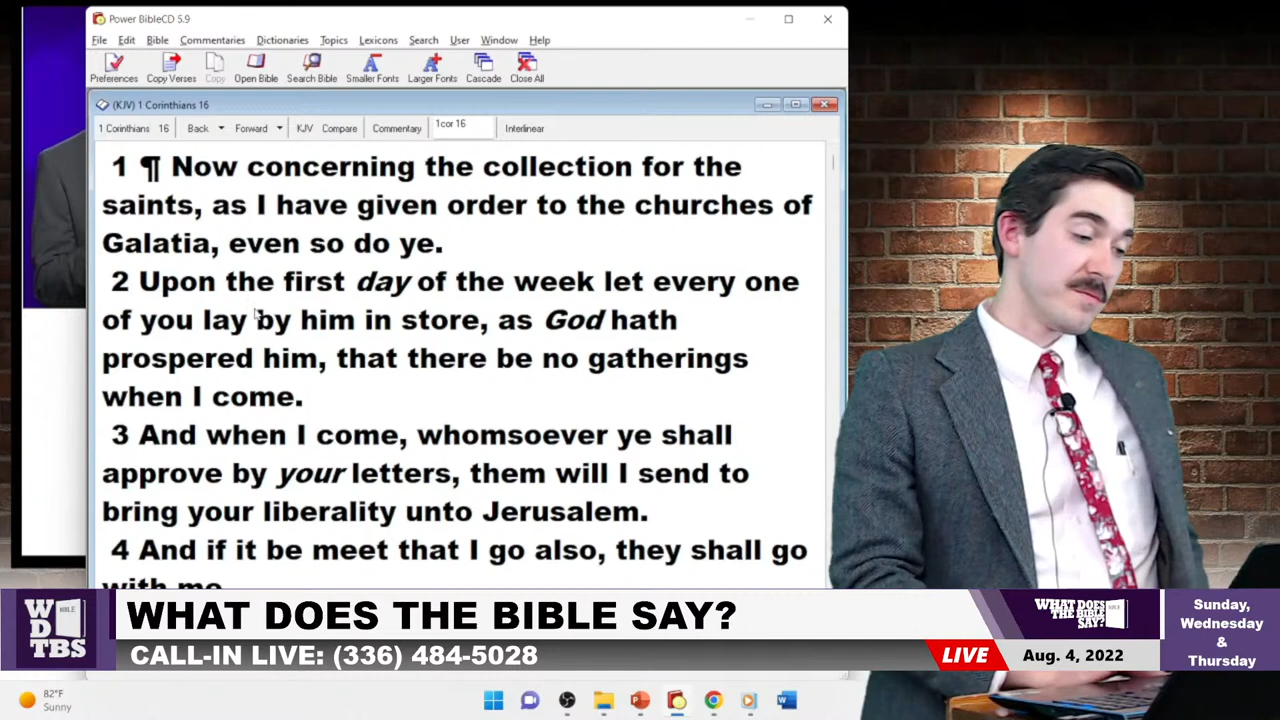 Power BibleCD 5.9
File Edit Bible Commentaries Dictionaries Topics Lexicons Search User Window Help
Preferences Copy Verses Copy Open Bible Search Bible Smaller Fonts Larger Fonts Cascade Close All
(KJV) 1 Corinthians 16
1 Corinthians 16 Back Forward KJV Compare Commentary 1cor 16 Interlinear
1 ¶ Now concerning the collection for the
saints, as I have given order to the churches of
Galatia, even so do ye.
2 Upon the first day of the week let every one
of you lay by him in store, as God hath
prospered him, that there be no gatherings
when I come.
3 And when I come, whomsoever ye shall
approve by your letters, them will I send to
bring your liberality unto Jerusalem.
4 And if it be meet that I go also, they shall go
with me.
WD
TBS
BIBLE
WHAT DOES THE BIBLE SAY?
CALL-IN LIVE: (336) 484-5028
LIVE
Aug. 4, 2022
WHAT DOES
THE BIBLE
SAY?
Sunday,
Wednesday
&
Thursday
82°F
Sunny